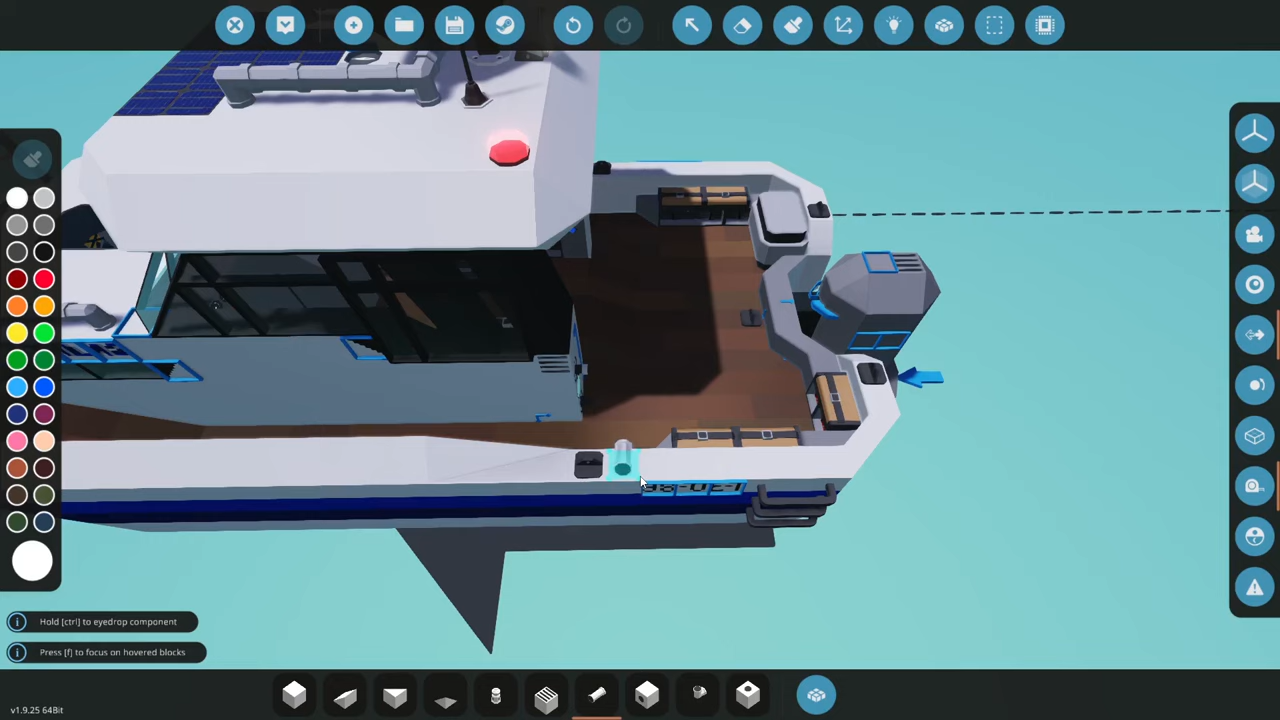 Hold [ctrl] to eyedrop component
Press [f] to focus on hovered blocks
v1.9.25 64Bit